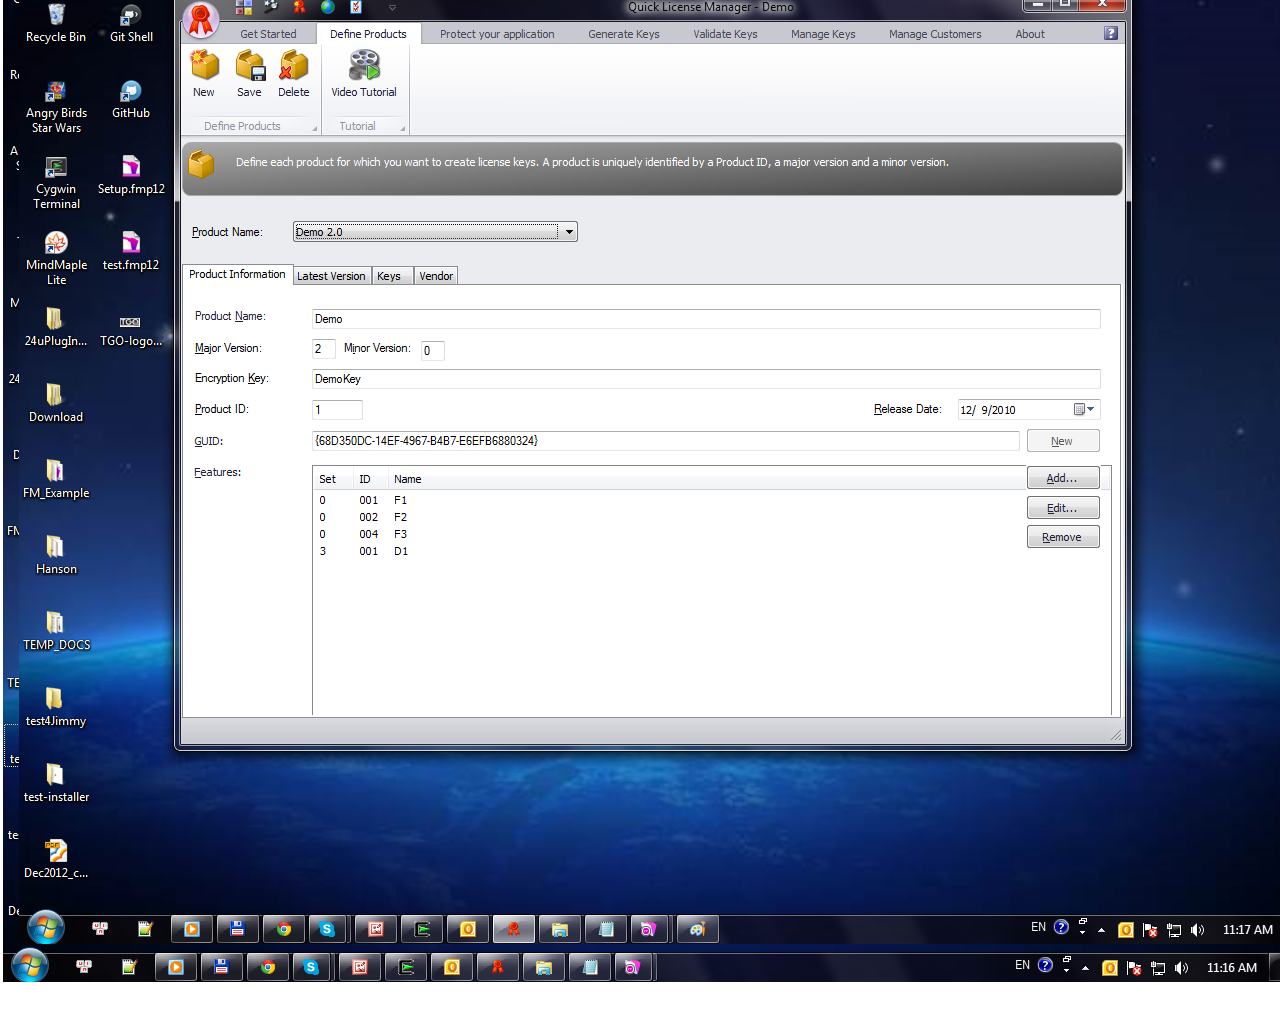 Quick License Manager - Demo
Get Started
Define Products
Protect your application
Generate Keys
Validate Keys
Manage Keys
Manage Customers
About
New
Save
Delete
Video Tutorial
Define Products
Tutorial
Define each product for which you want to create license keys. A product is uniquely identified by a Product ID, a major version and a minor version.
Product Name:
Demo 2.0
Product Information
Latest Version
Keys
Vendor
Product Name:
Demo
Major Version:
2
Minor Version:
0
Encryption Key:
DemoKey
Product ID:
1
Release Date:
12/ 9/2010
GUID:
{68D350DC-14EF-4967-B4B7-E6EFB6880324}
New
Features:
Set ID Name
0 001 F1
0 002 F2
0 004 F3
3 001 D1
Add...
Edit...
Remove
Recycle Bin
Git Shell
Angry Birds
Star Wars
GitHub
Cygwin
Terminal
Setup.fmp12
MindMaple
Lite
test.fmp12
24uPlugIn...
TGO-logo...
Download
FM_Example
Hanson
TEMP_DOCS
test4Jimmy
test-installer
Dec2012_c...
24
FM
TE
te
te
De
EN
11:17 AM
EN
11:16 AM